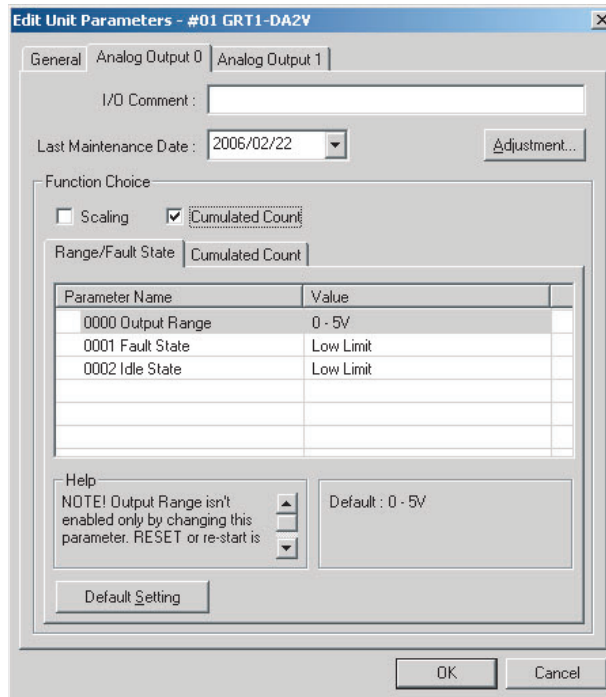 Edit Unit Parameters - #01 GRT1-DA2V
General Analog Output 0 Analog Output 1
I/O Comment :
Last Maintenance Date : 2006/02/22 Adjustment...
Function Choice
Scaling Cumulated Count
Range/Fault State Cumulated Count
Parameter Name Value
0000 Output Range 0 - 5V
0001 Fault State Low Limit
0002 Idle State Low Limit
Help
NOTE! Output Range isn't
enabled only by changing this
parameter. RESET or re-start is
Default : 0 - 5V
Default Setting
OK Cancel